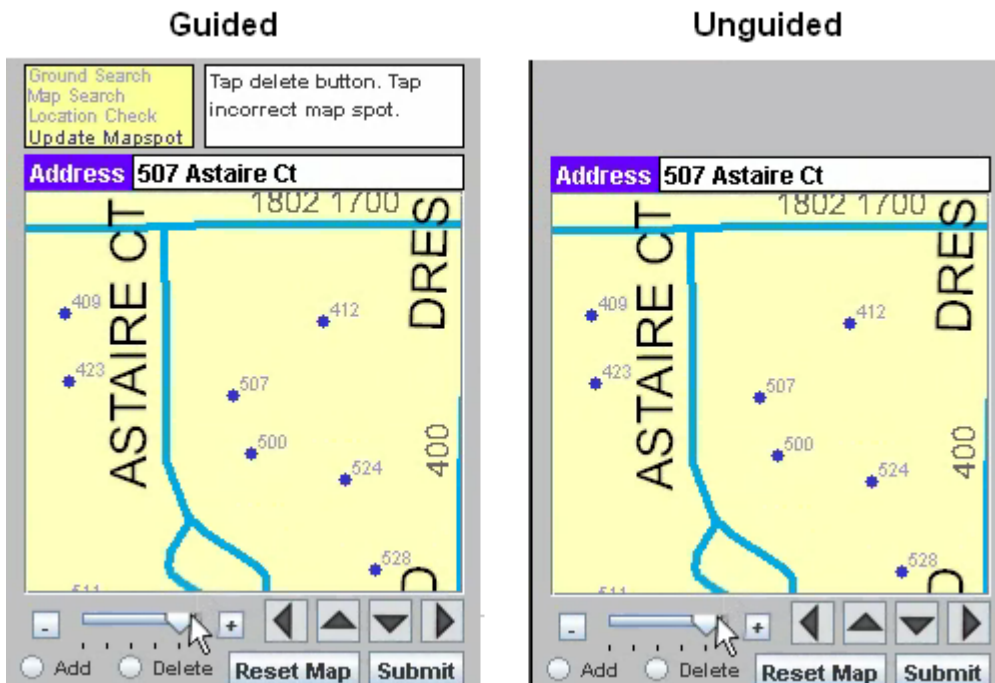 Guided
Ground Search
Map Search
Location Check
Update Mapspot
Tap delete button. Tap
incorrect map spot.
Address 507 Astaire Ct
1802 1700
ASTAIRE CT
DRES
409
412
423
507
500
400
524
528
D
511
- +
Add Delete Reset Map Submit
Unguided
Address 507 Astaire Ct
1802 1700
ASTAIRE CT
DRES
409
412
423
507
500
400
524
528
D
511
- +
Add Delete Reset Map Submit